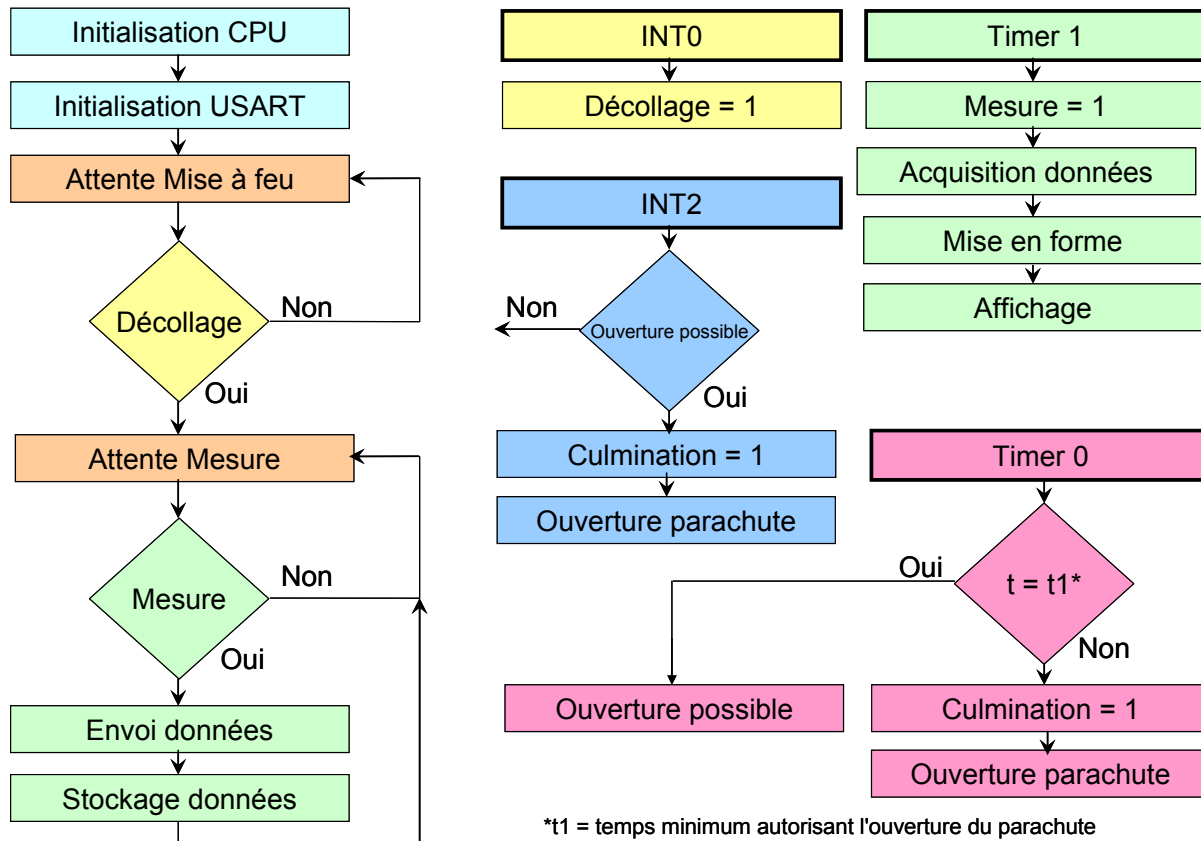 Initialisation CPU
Initialisation USART
Attente Mise à feu
Décollage
Non
Oui
Attente Mesure
Mesure
Non
Oui
Envoi données
Stockage données
INT0
Décollage = 1
INT2
Ouverture possible
Non
Oui
Culmination = 1
Ouverture parachute
Timer 1
Mesure = 1
Acquisition données
Mise en forme
Affichage
Timer 0
t = t1*
Oui
Non
Ouverture possible
Culmination = 1
Ouverture parachute
*t1 = temps minimum autorisant l'ouverture du parachute